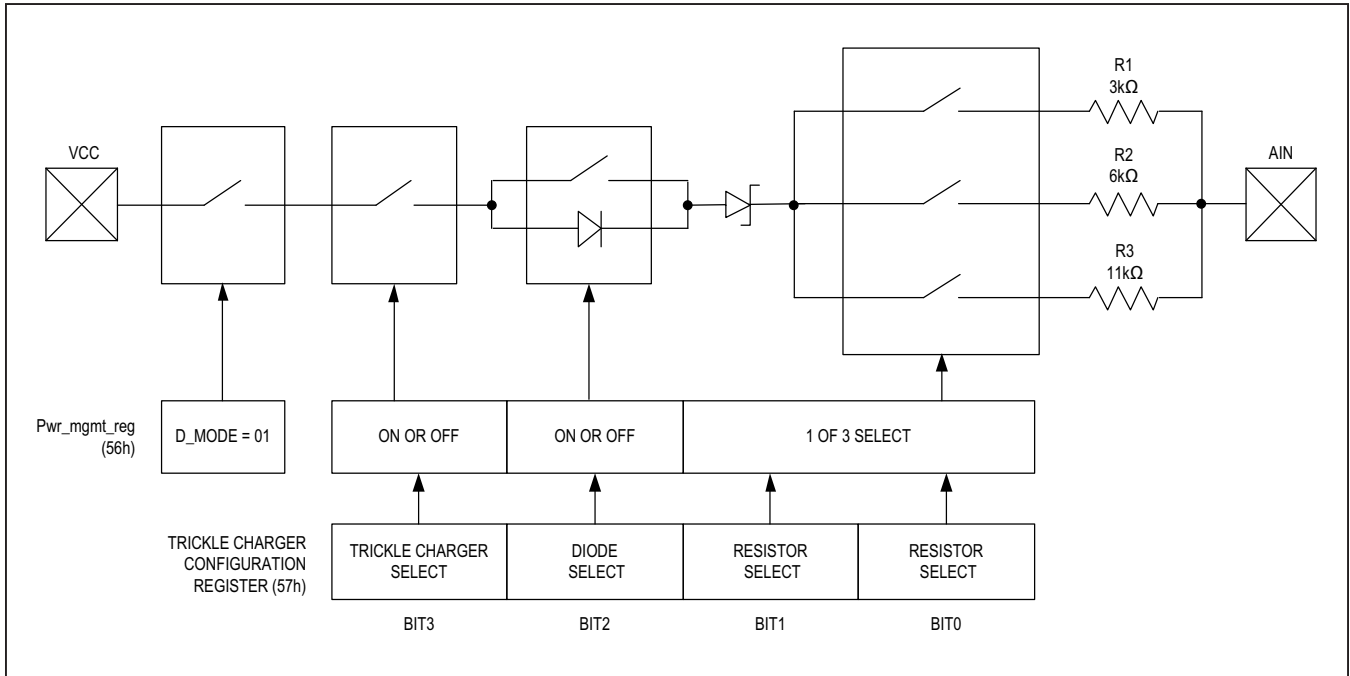 R1
3kΩ
VCC
R2
6kΩ
AIN
R3
11kΩ
Pwr_mgmt_reg
(56h)
D_MODE = 01
ON OR OFF
ON OR OFF
1 OF 3 SELECT
TRICKLE CHARGER
CONFIGURATION
REGISTER (57h)
TRICKLE CHARGER
SELECT
DIODE
SELECT
RESISTOR
SELECT
RESISTOR
SELECT
BIT3
BIT2
BIT1
BIT0